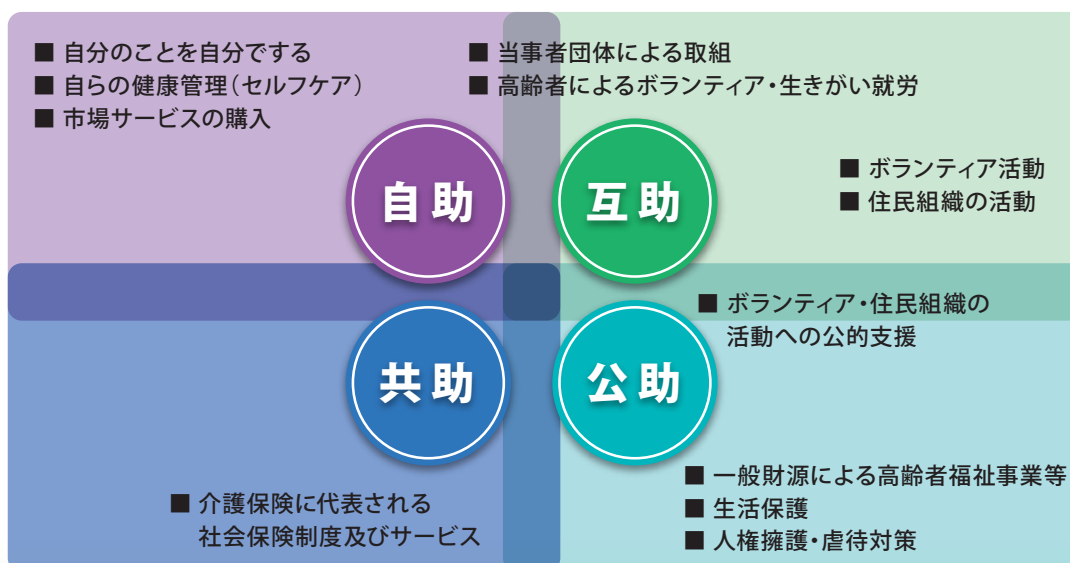 ■ 自分のことを自分でする
■ 自らの健康管理（セルフケア）
■ 市場サービスの購入
■ 当事者団体による取組
■ 高齢者によるボランティア・生きがい就労
■ ボランティア活動
■ 住民組織の活動
自助
互助
■ ボランティア・住民組織の
活動への公的支援
共助
公助
■ 介護保険に代表される
社会保険制度及びサービス
■ 一般財源による高齢者福祉事業等
■ 生活保護
■ 人権擁護・虐待対策